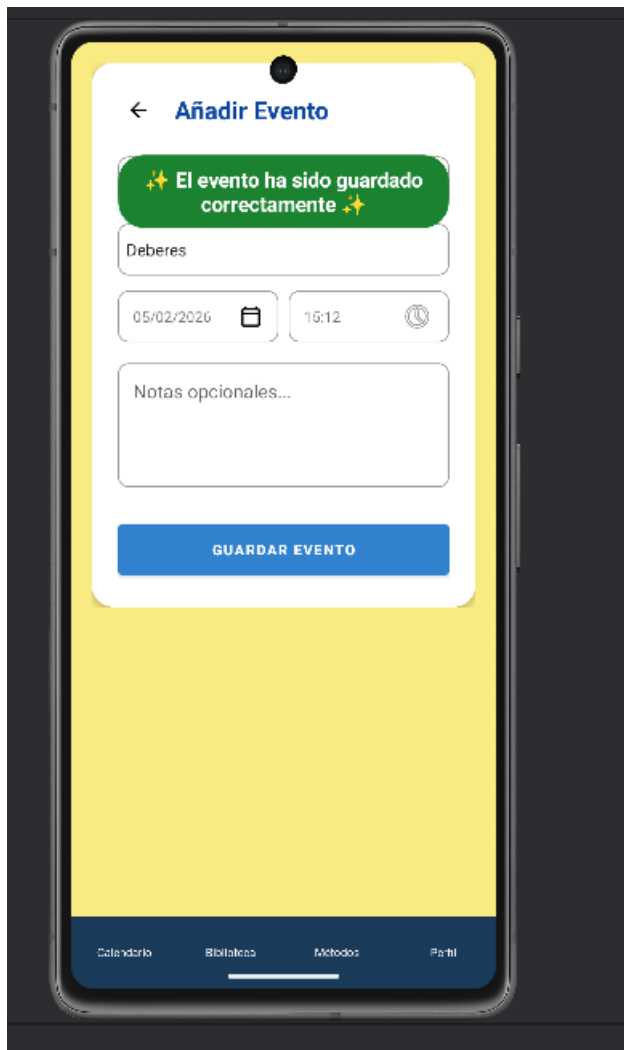 Añadir Evento
✨ El evento ha sido guardado
correctamente ✨
Deberes
05/02/2026
15:12
Notas opcionales...
GUARDAR EVENTO
Calendario
Biblioteca
Métodos
Perfil